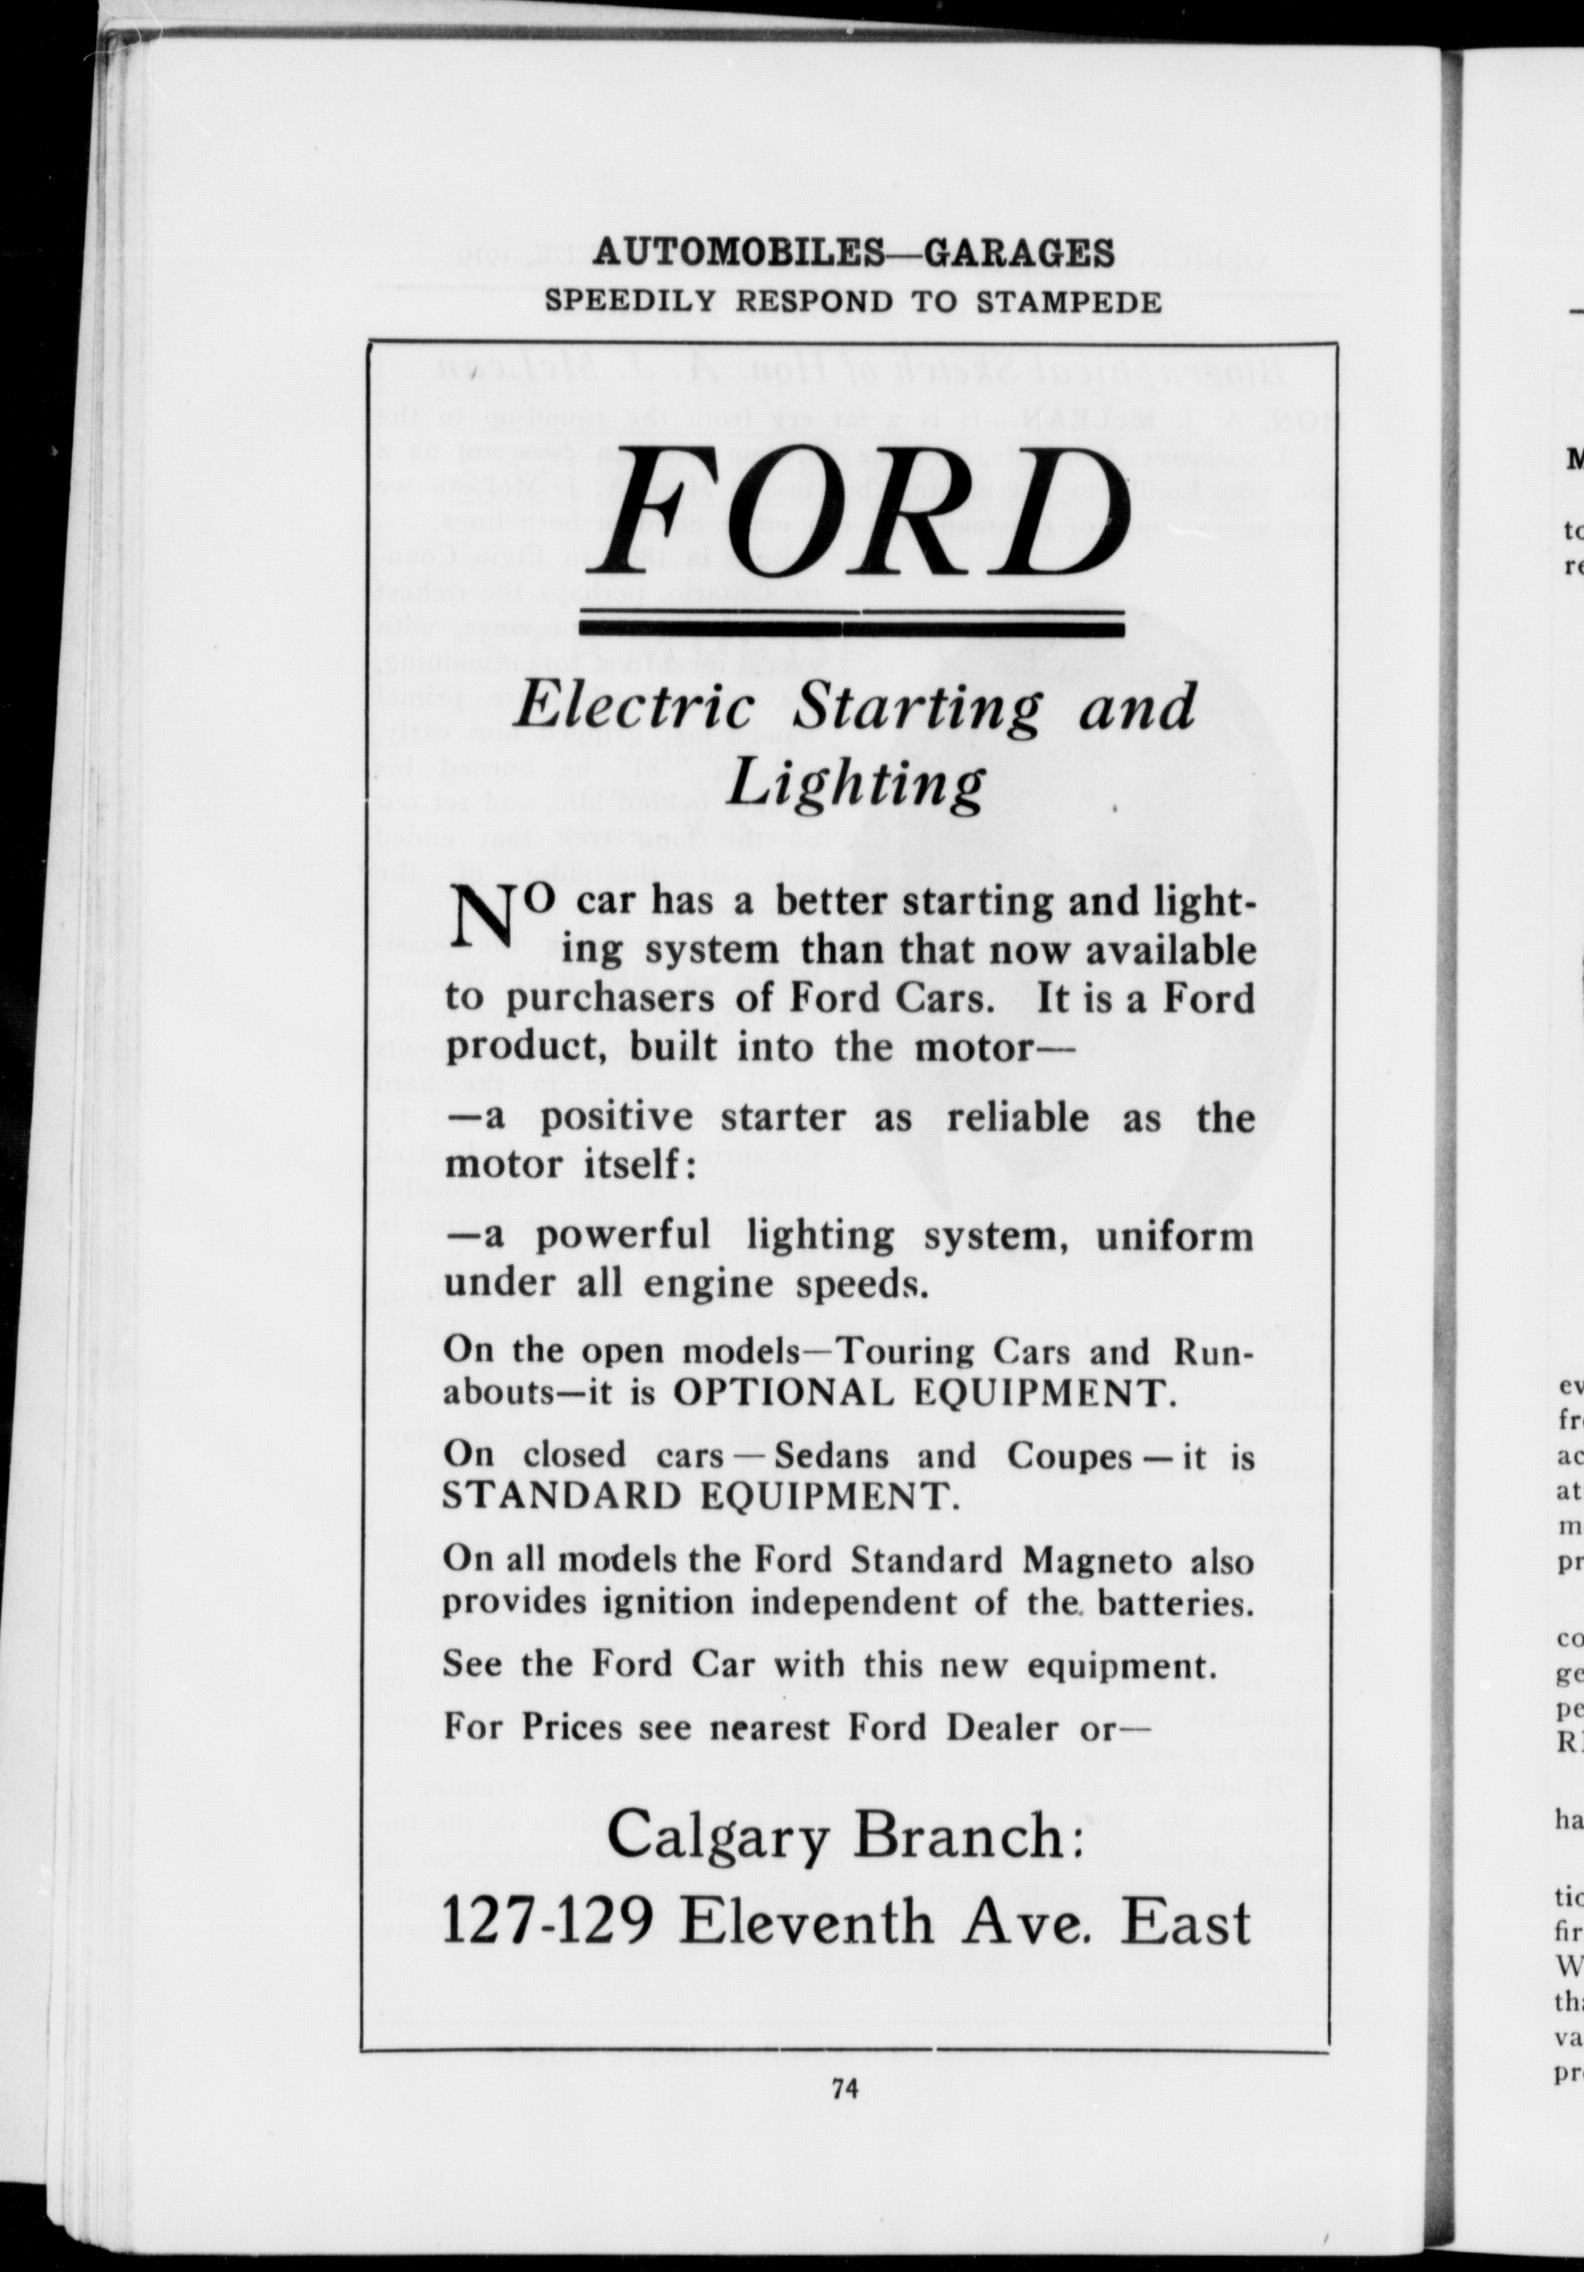 AUTOMOBILES—GARAGES
SPEEDILY RESPOND TO STAMPEDE
FORD
Electric Starting and
Lighting
NO car has a better starting and light-
ing system than that now available
to purchasers of Ford Cars. It is a Ford
product, built into the motor—
—a positive starter as reliable as the
motor itself:
—a powerful lighting system, uniform
under all engine speeds.
On the open models—Touring Cars and Run-
abouts—it is OPTIONAL EQUIPMENT.
On closed cars—Sedans and Coupes—it is
STANDARD EQUIPMENT.
On all models the Ford Standard Magneto also
provides ignition independent of the batteries.
See the Ford Car with this new equipment.
For Prices see nearest Ford Dealer or—
Calgary Branch:
127-129 Eleventh Ave. East
74